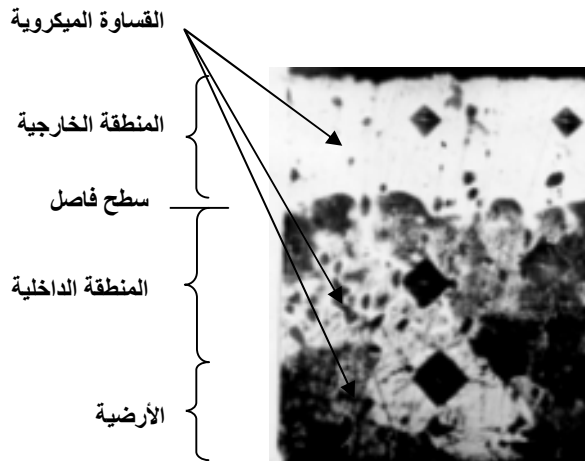 القساوة الميكروية
المنطقة الخارجية
سطح فاصل
المنطقة الداخلية
الأرضية